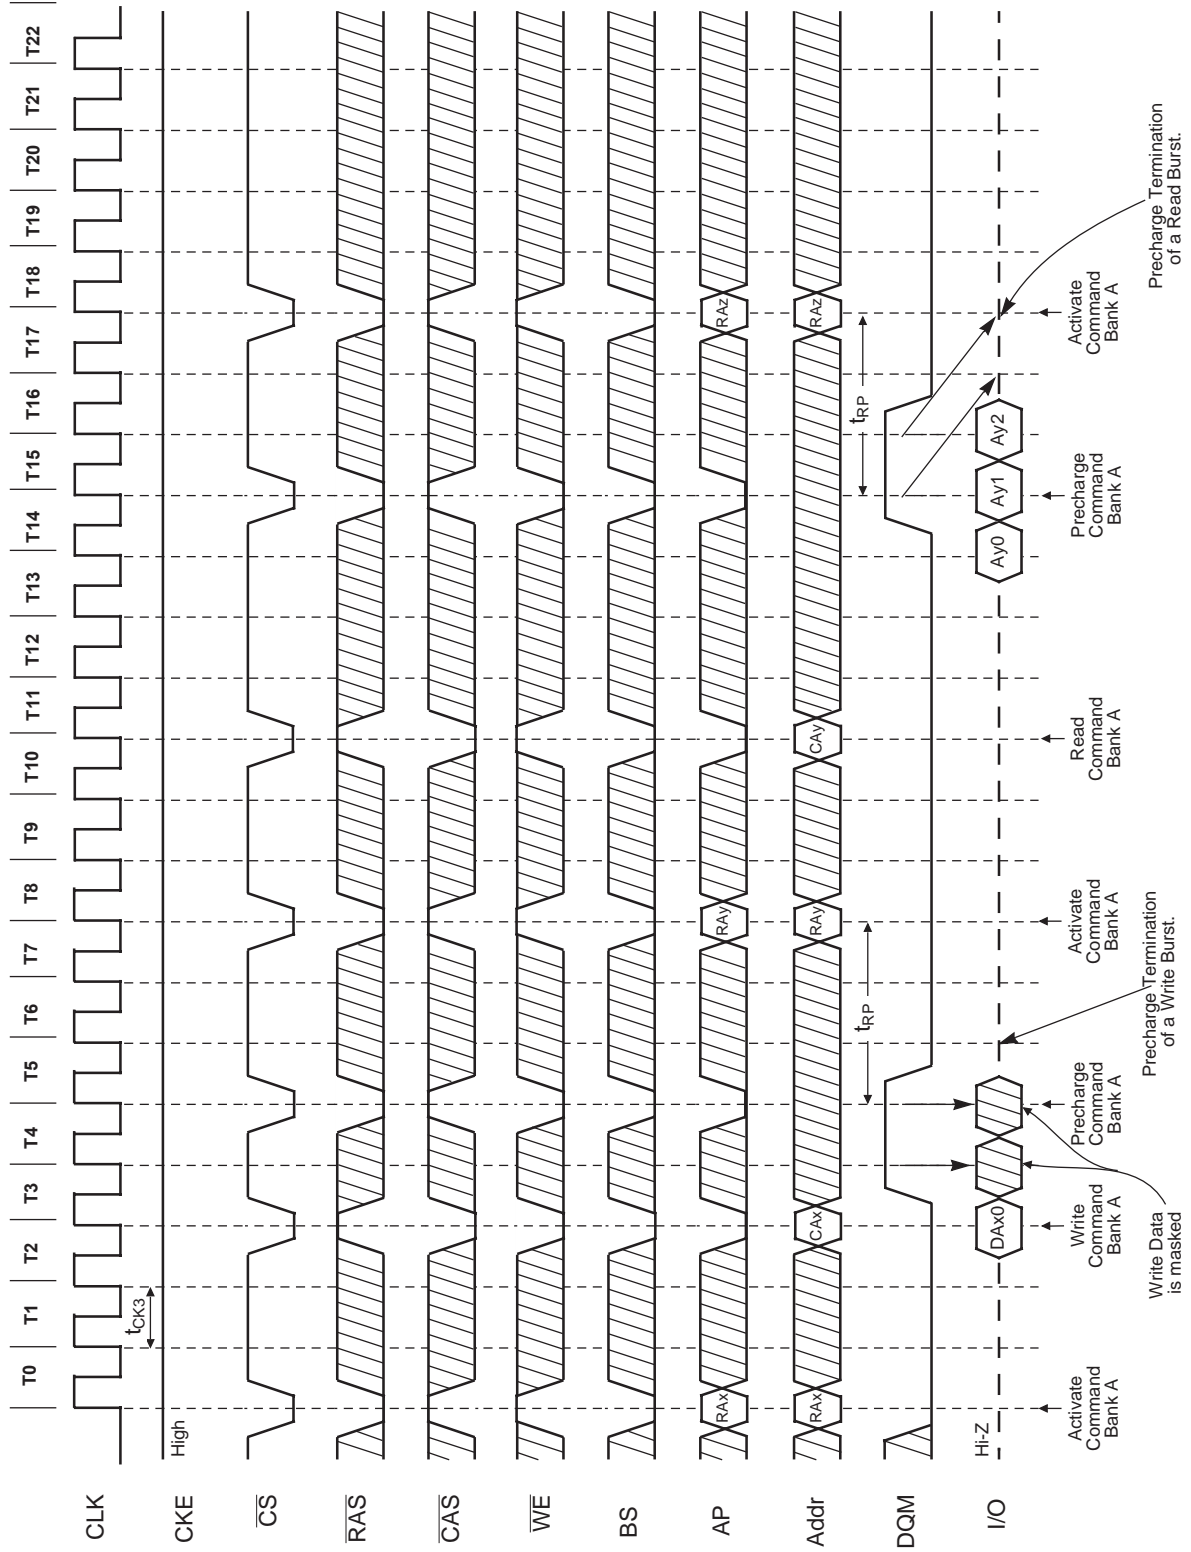 T0 T1 T2 T3 T4 T5 T6 T7 T8 T9 T10 T11 T12 T13 T14 T15 T16 T17 T18 T19 T20 T21 T22
CLK
tCK3
CKE
High
CS
RAS
CAS
WE
BS
AP
RAx
RAy
RAz
Addr
RAx
CAx
RAy
CAy
RAz
tRP
tRP
DQM
I/O
Hi-Z
DAx0
Ay0
Ay1
Ay2
Activate
Command
Bank A
Write
Command
Bank A
Precharge
Command
Bank A
Activate
Command
Bank A
Read
Command
Bank A
Precharge
Command
Bank A
Activate
Command
Bank A
Write Data
is masked
Precharge Termination
of a Write Burst.
Precharge Termination
of a Read Burst.